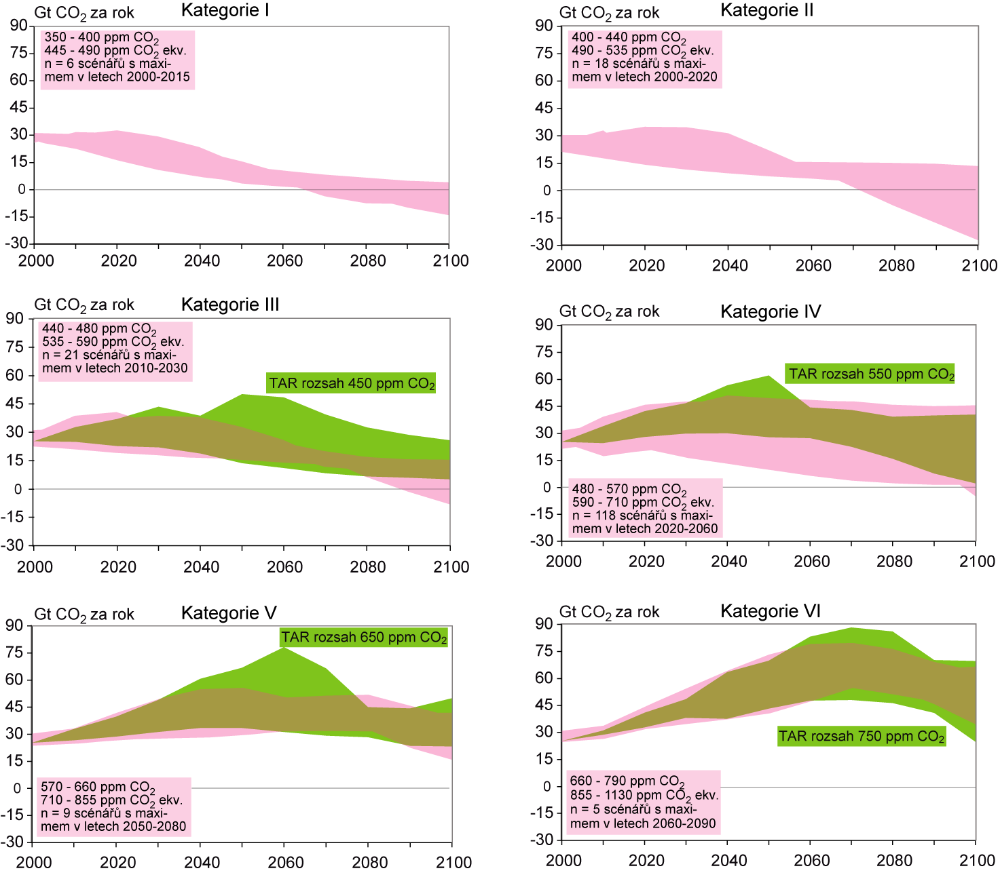 Gt CO2 za rok
Kategorie I
90
75
60
45
30
15
0
-15
-30
350 - 400 ppm CO2
445 - 490 ppm CO2 ekv.
n = 6 scénářů s maxi-
mem v letech 2000-2015
2000 2020 2040 2060 2080 2100
Gt CO2 za rok
Kategorie II
90
75
60
45
30
15
0
-15
-30
400 - 440 ppm CO2
490 - 535 ppm CO2 ekv.
n = 18 scénářů s maxi-
mem v letech 2000-2020
2000 2020 2040 2060 2080 2100
Gt CO2 za rok
Kategorie III
90
75
60
45
30
15
0
-15
-30
440 - 480 ppm CO2
535 - 590 ppm CO2 ekv.
n = 21 scénářů s maxi-
mem v letech 2010-2030
TAR rozsah 450 ppm CO2
2000 2020 2040 2060 2080 2100
Gt CO2 za rok
Kategorie IV
90
75
60
45
30
15
0
-15
-30
TAR rozsah 550 ppm CO2
480 - 570 ppm CO2
590 - 710 ppm CO2 ekv.
n = 118 scénářů s maxi-
mem v letech 2020-2060
2000 2020 2040 2060 2080 2100
Gt CO2 za rok
Kategorie V
90
75
60
45
30
15
0
-15
-30
TAR rozsah 650 ppm CO2
570 - 660 ppm CO2
710 - 855 ppm CO2 ekv.
n = 9 scénářů s maxi-
mem v letech 2050-2080
2000 2020 2040 2060 2080 2100
Gt CO2 za rok
Kategorie VI
90
75
60
45
30
15
0
-15
-30
TAR rozsah 750 ppm CO2
660 - 790 ppm CO2
855 - 1130 ppm CO2 ekv.
n = 5 scénářů s maxi-
mem v letech 2060-2090
2000 2020 2040 2060 2080 2100